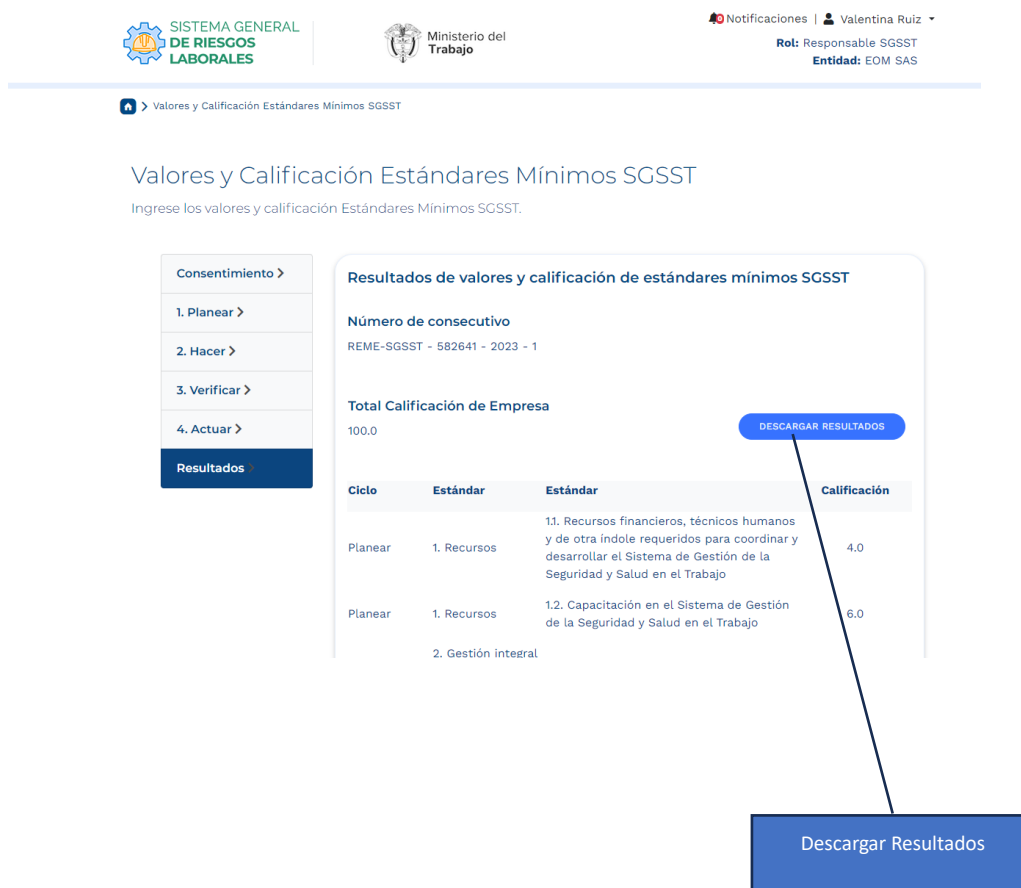 SISTEMA GENERAL
DE RIESGOS
LABORALES
Ministerio del
Trabajo
0 Notificaciones | Valentina Ruiz
Rol: Responsable SGSST
Entidad: EOM SAS
Valores y Calificación Estándares Mínimos SGSST
Valores y Calificación Estándares Mínimos SGSST
Ingrese los valores y calificación Estándares Mínimos SGSST.
Consentimiento
1. Planear
2. Hacer
3. Verificar
4. Actuar
Resultados
Resultados de valores y calificación de estándares mínimos SGSST
Número de consecutivo
REME-SGSST - 582641 - 2023 - 1
Total Calificación de Empresa
100.0
DESCARGAR RESULTADOS
Ciclo Estándar Estándar Calificación
Planear 1. Recursos 1.1. Recursos financieros, técnicos humanos
y de otra índole requeridos para coordinar y
desarrollar el Sistema de Gestión de la
Seguridad y Salud en el Trabajo 4.0
Planear 1. Recursos 1.2. Capacitación en el Sistema de Gestión
de la Seguridad y Salud en el Trabajo 6.0
2. Gestión integral
Descargar Resultados